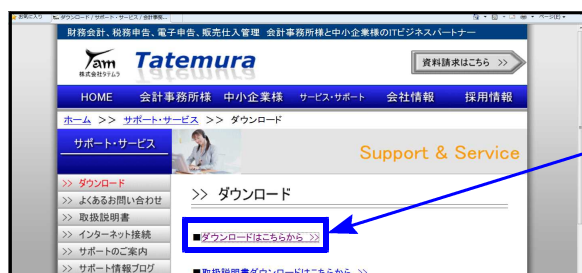 お気に入り ダウンロード / サポート・サービス / 会計事務...
ページ(P)
財務会計、税務申告、電子申告、販売仕入管理 会計事務所様と中小企業様のITビジネスパートナー
Tam Tatemura
株式会社タテムラ
資料請求はこちら >>
HOME 会計事務所様 中小企業様 サービス・サポート 会社情報 採用情報
ホーム >> サポート・サービス >> ダウンロード
サポート・サービス
Support & Service
>> ダウンロード
>> よくあるお問い合わせ
>> 取扱説明書
>> インターネット接続
>> サポートのご案内
>> サポート情報ブログ
>> ダウンロード
■ダウンロードはこちらから >>
■取扱説明書ダウンロードはこちらから >>